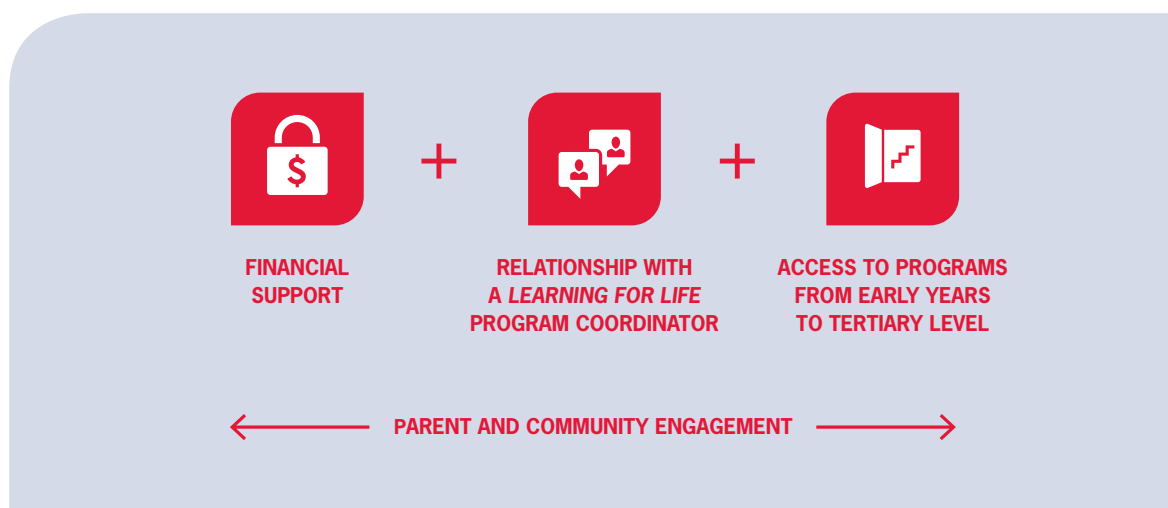 $
+
+
FINANCIAL
SUPPORT
RELATIONSHIP WITH
A LEARNING FOR LIFE
PROGRAM COORDINATOR
ACCESS TO PROGRAMS
FROM EARLY YEARS
TO TERTIARY LEVEL
PARENT AND COMMUNITY ENGAGEMENT